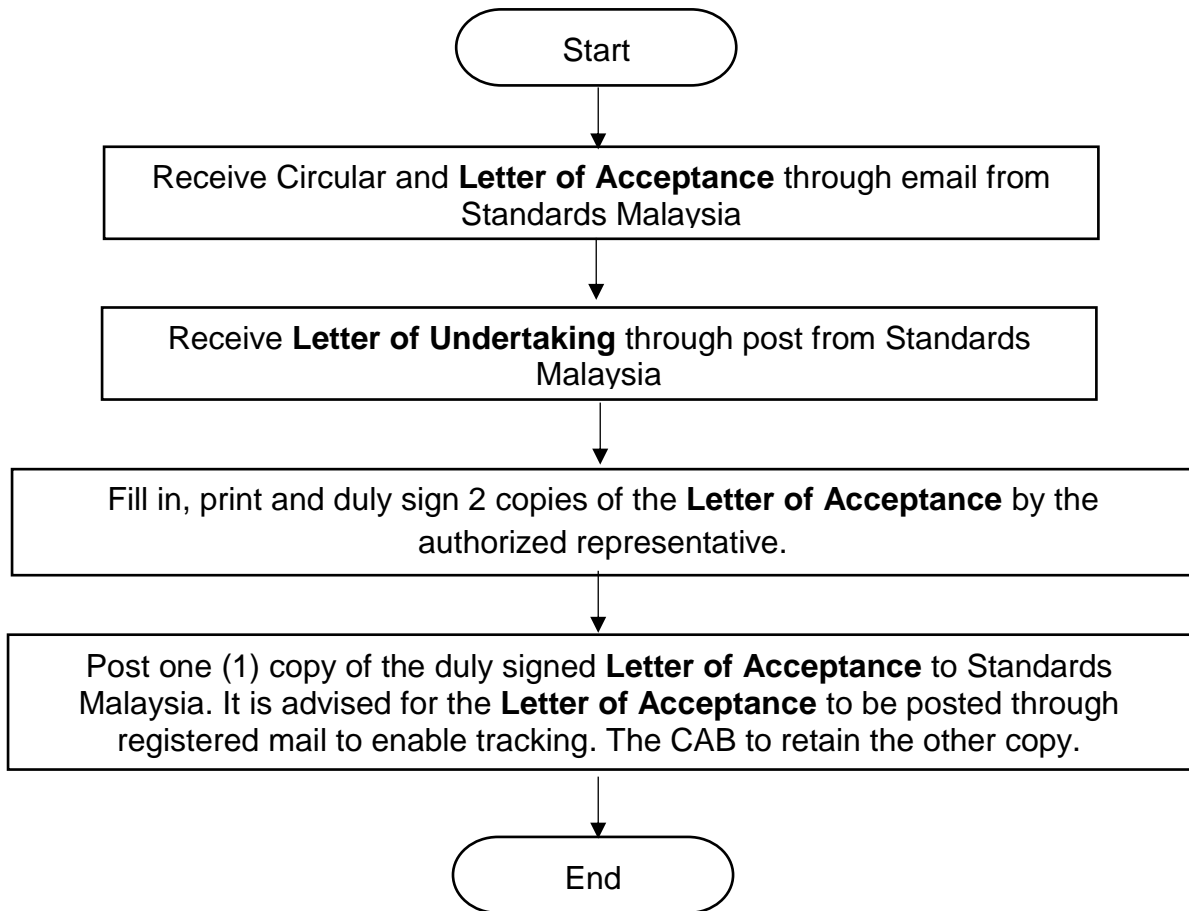 Start
Receive Circular and Letter of Acceptance through email from
Standards Malaysia
Receive Letter of Undertaking through post from Standards
Malaysia
Fill in, print and duly sign 2 copies of the Letter of Acceptance by the
authorized representative.
Post one (1) copy of the duly signed Letter of Acceptance to Standards
Malaysia. It is advised for the Letter of Acceptance to be posted through
registered mail to enable tracking. The CAB to retain the other copy.
End